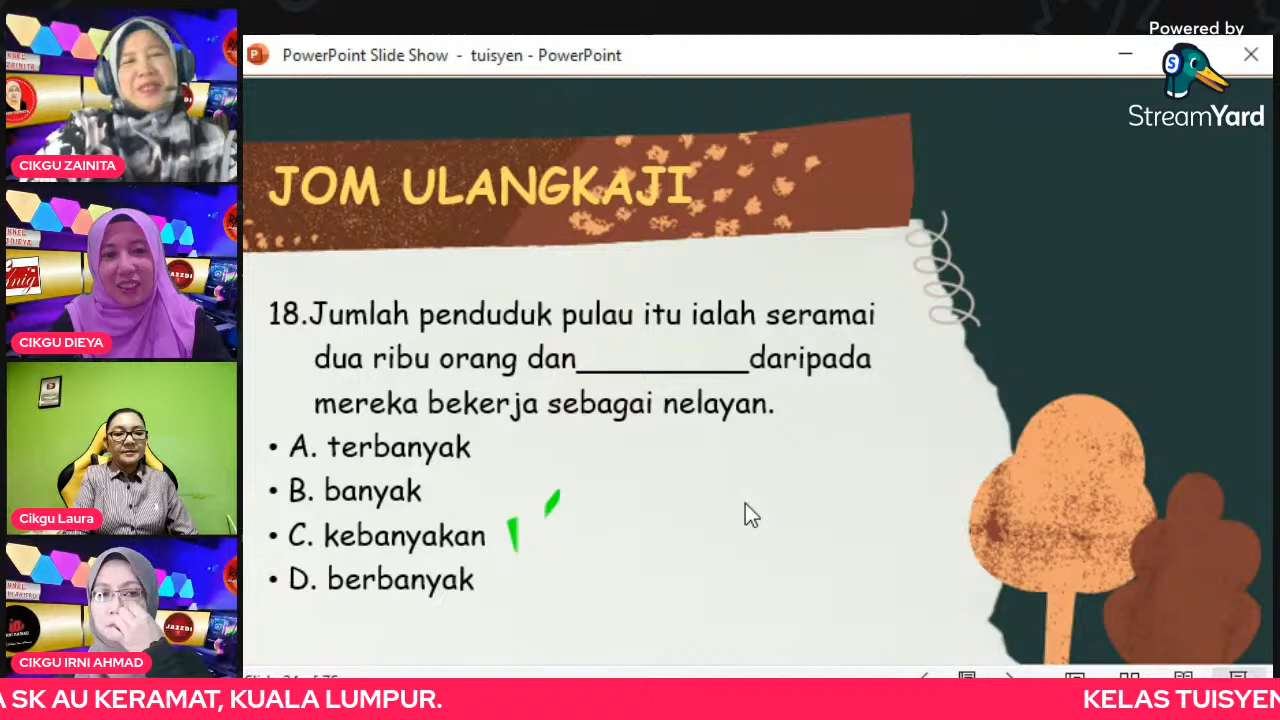 Powered by
StreamYard
PowerPoint Slide Show - tuisyen - PowerPoint
CIKGU ZAINITA
CIKGU DIEYA
Cikgu Laura
CIKGU IRNI AHMAD
JOM ULANGKAJI
18.Jumlah penduduk pulau itu ialah seramai
dua ribu orang dan__________daripada
mereka bekerja sebagai nelayan.
• A. terbanyak
• B. banyak
• C. kebanyakan
• D. berbanyak
A SK AU KERAMAT, KUALA LUMPUR.
KELAS TUISYEN